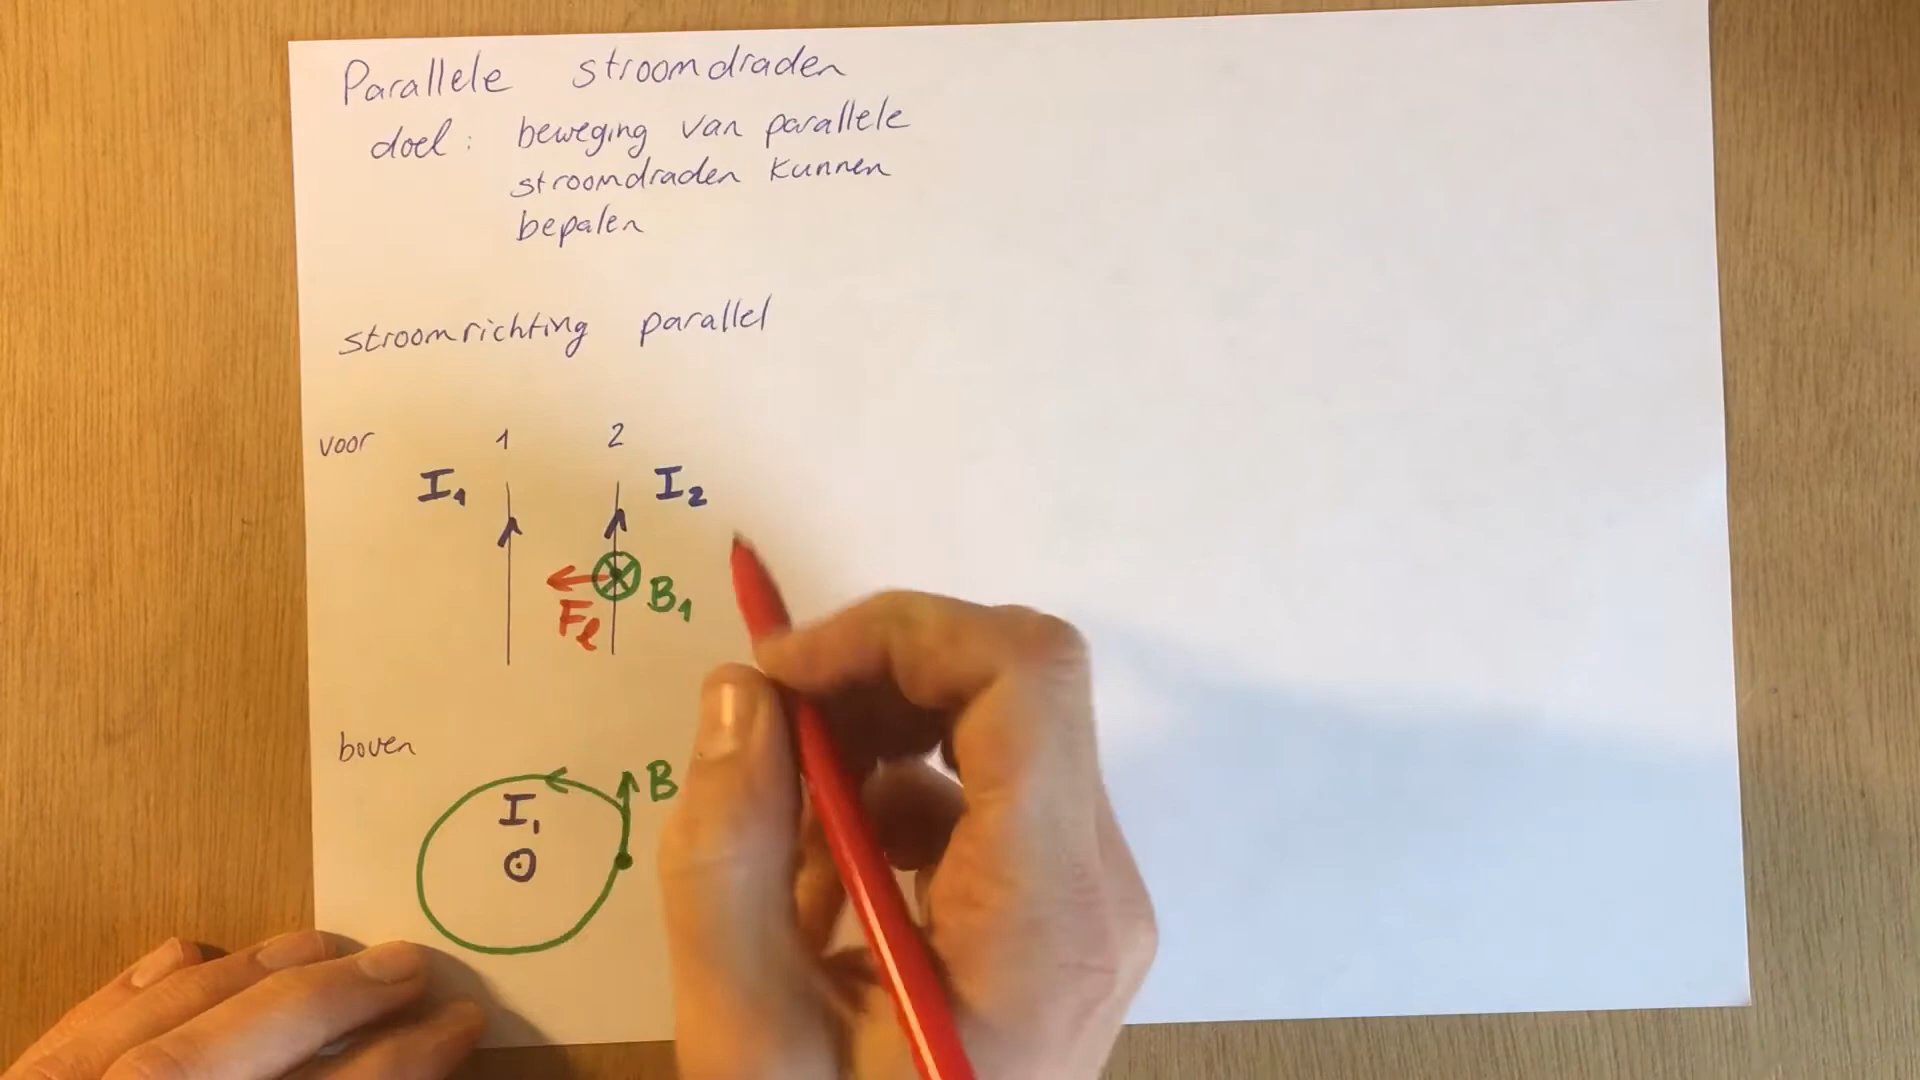 Parallele stroomdraden
doel: beweging van parallele
stroomdraden kunnen
bepalen
stroomrichting parallel
voor 1 2
I₁ I₂
B₁
Fℓ
boven
B
I₁